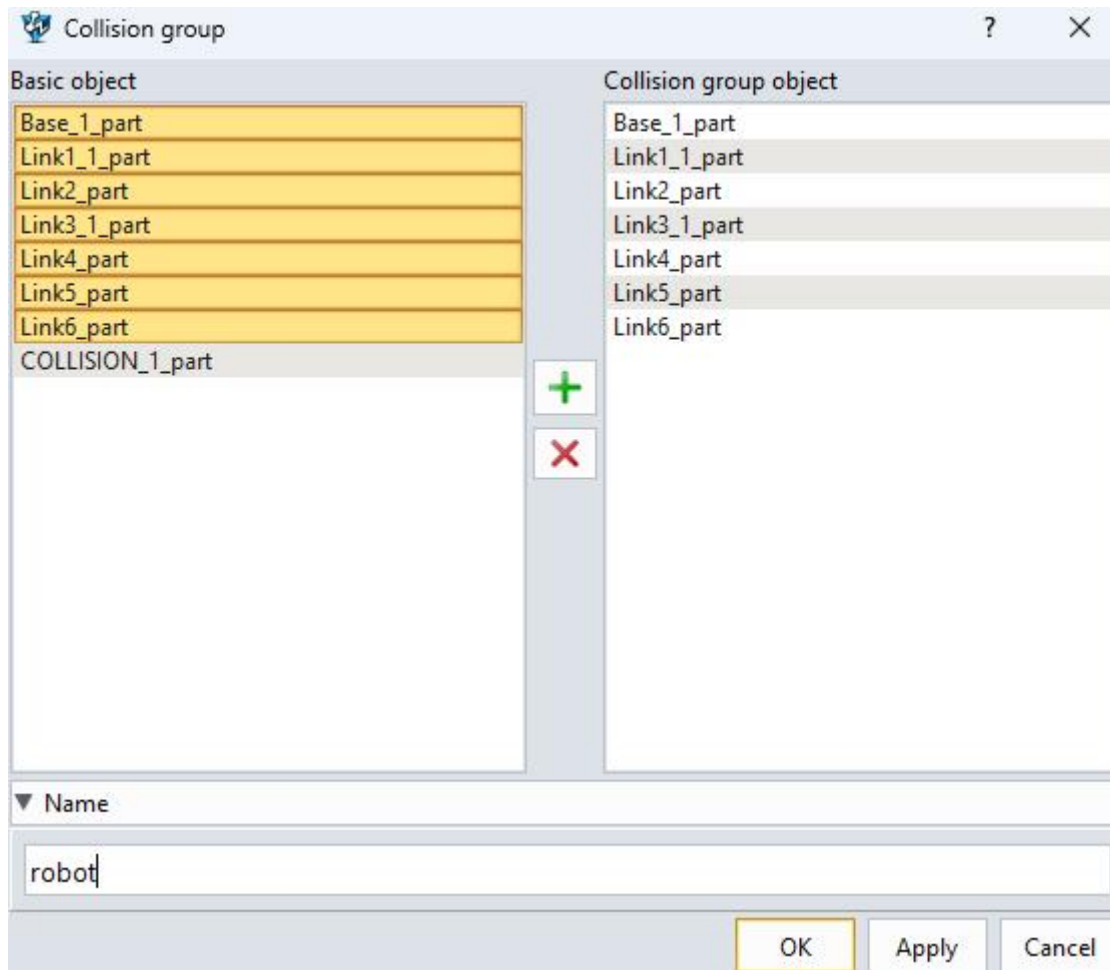 Collision group
?
Basic object
Base_1_part
Link1_1_part
Link2_part
Link3_1_part
Link4_part
Link5_part
Link6_part
COLLISION_1_part
Collision group object
Base_1_part
Link1_1_part
Link2_part
Link3_1_part
Link4_part
Link5_part
Link6_part
Name
robot
OK Apply Cancel